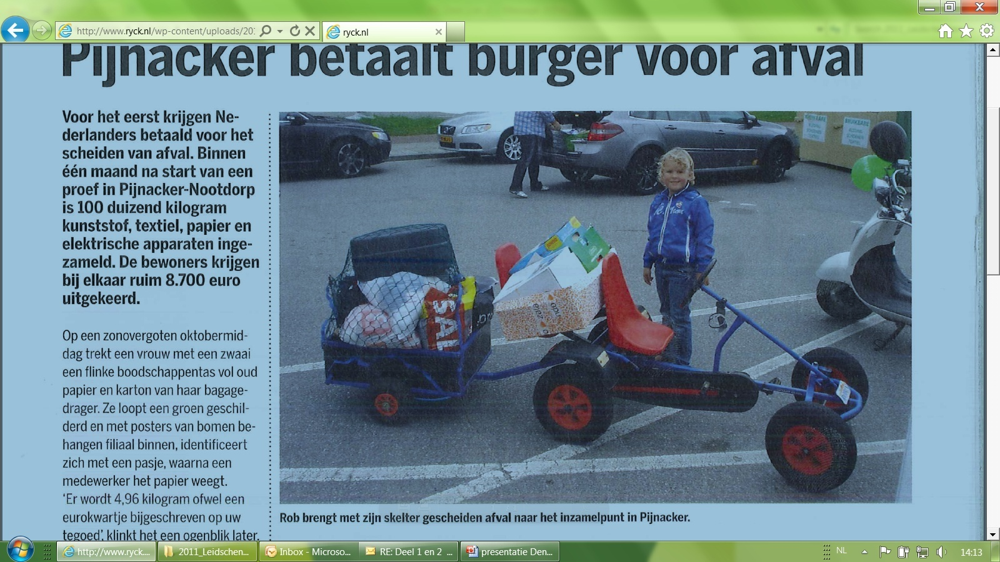 http://www.ryck.nl/wp-content/uploads/20
ryck.nl
Pijnacker betaalt burger voor afval
Voor het eerst krijgen Ne-
derlanders betaald voor het
scheiden van afval. Binnen
één maand na start van een
proef in Pijnacker-Nootdorp
is 100 duizend kilogram
kunststof, textiel, papier en
elektrische apparaten inge-
zameld. De bewoners krijgen
bij elkaar ruim 8.700 euro
uitgekeerd.
Op een zonovergoten oktobermid-
dag trekt een vrouw met een zwaai
een flinke boodschappentas vol oud
papier en karton van haar bagage-
drager. Ze loopt een groen geschil-
derd en met posters van bomen be-
hangen filiaal binnen, identificeert
zich met een pasje, waarna een
medewerker het papier weegt.
‘Er wordt 4,96 kilogram ofwel een
eurokwartje bijgeschreven op uw
tegoed’, klinkt het een ogenblik later.
BRUIKBARE
KLEDING
SCHOENEN
TEXTIEL
SAL
Rob brengt met zijn skelter gescheiden afval naar het inzamelpunt in Pijnacker.
http://www.ryck....
2011_Leidschen...
Inbox - Microso...
RE: Deel 1 en 2 ...
presentatie Den...
NL
14:13